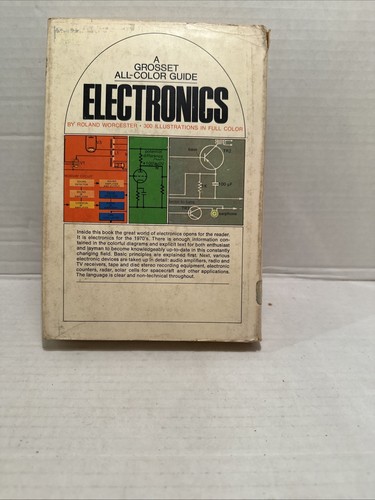 A
GROSSET
ALL-COLOR GUIDE
ELECTRONICS
BY ROLAND WORCESTER • 300 ILLUSTRATIONS IN FULL COLOR
TR2
100 µF
Inside this book the great world of electronics opens for the reader.
It is electronics for the 1970's. There is enough information con-
tained in the colorful diagrams and explicit text for both enthusiast
and layman to become knowledgeably up-to-date in this constantly
changing field. Basic principles are explained first. Next, various
electronic devices are taken up in detail: audio amplifiers, radio and
TV receivers, tape and disc stereo recording equipment, electronic
counters, radar, solar cells for spacecraft and other applications.
The language is clear and non-technical throughout.